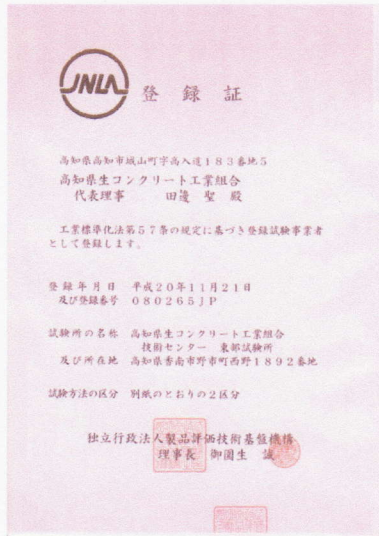 JNLA
登録証
高知県高知市城山町字高入道183番地5
高知県生コンクリート工業組合
代表理事 田邊 聖 殿
工業標準化法第57条の規定に基づき登録試験事業者
として登録します。
登録年月日 平成20年11月21日
及び登録番号 080265JP
試験所の名称 高知県生コンクリート工業組合
技術センター 東部試験所
及び所在地 高知県香南市野市町西野1892番地
試験方法の区分 別紙のとおりの2区分
独立行政法人製品評価技術基盤機構
理事長 御園生 誠